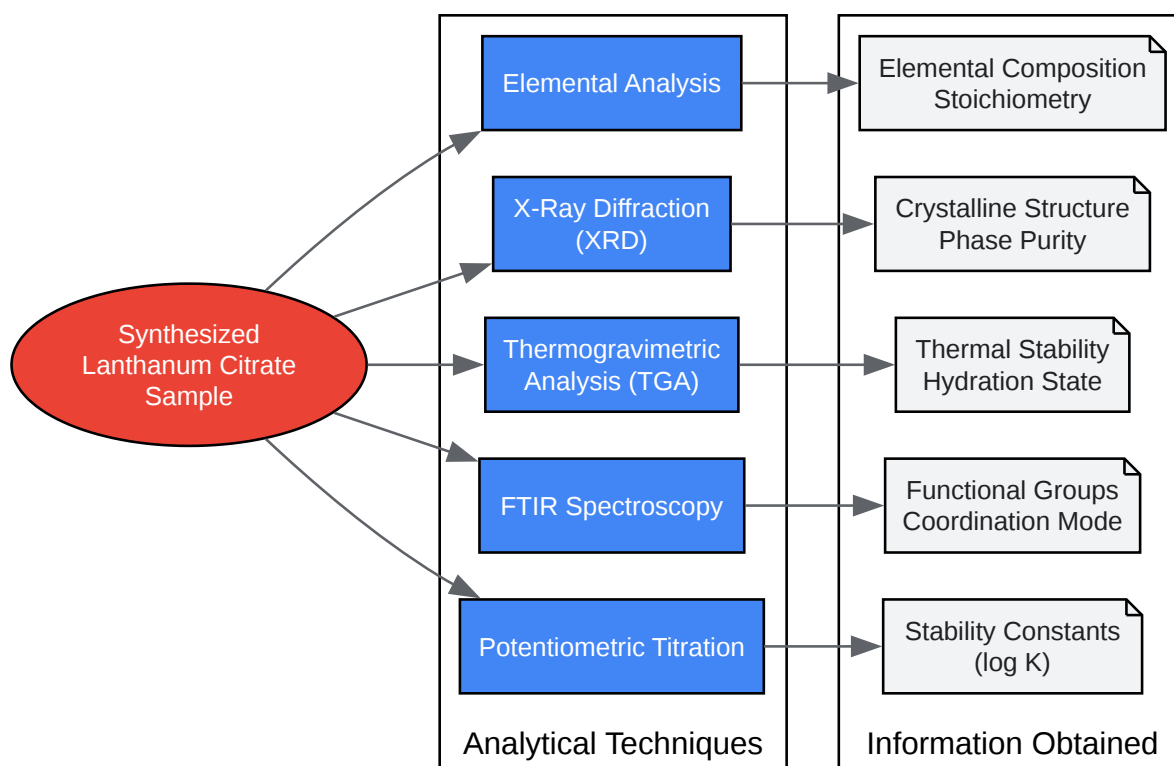 Synthesized
Lanthanum Citrate
Sample
Elemental Analysis
X-Ray Diffraction
(XRD)
Thermogravimetric
Analysis (TGA)
FTIR Spectroscopy
Potentiometric Titration
Analytical Techniques
Elemental Composition
Stoichiometry
Crystalline Structure
Phase Purity
Thermal Stability
Hydration State
Functional Groups
Coordination Mode
Stability Constants
(log K)
Information Obtained